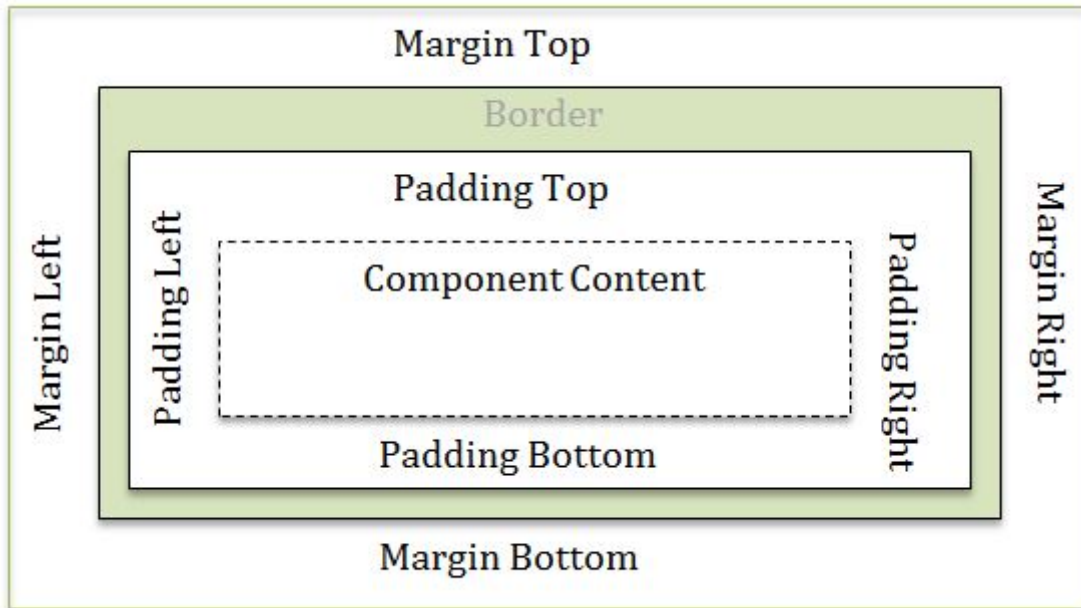 Margin Top
Border
Padding Top
Margin Left
Padding Left
Component Content
Padding Right
Margin Right
Padding Bottom
Margin Bottom